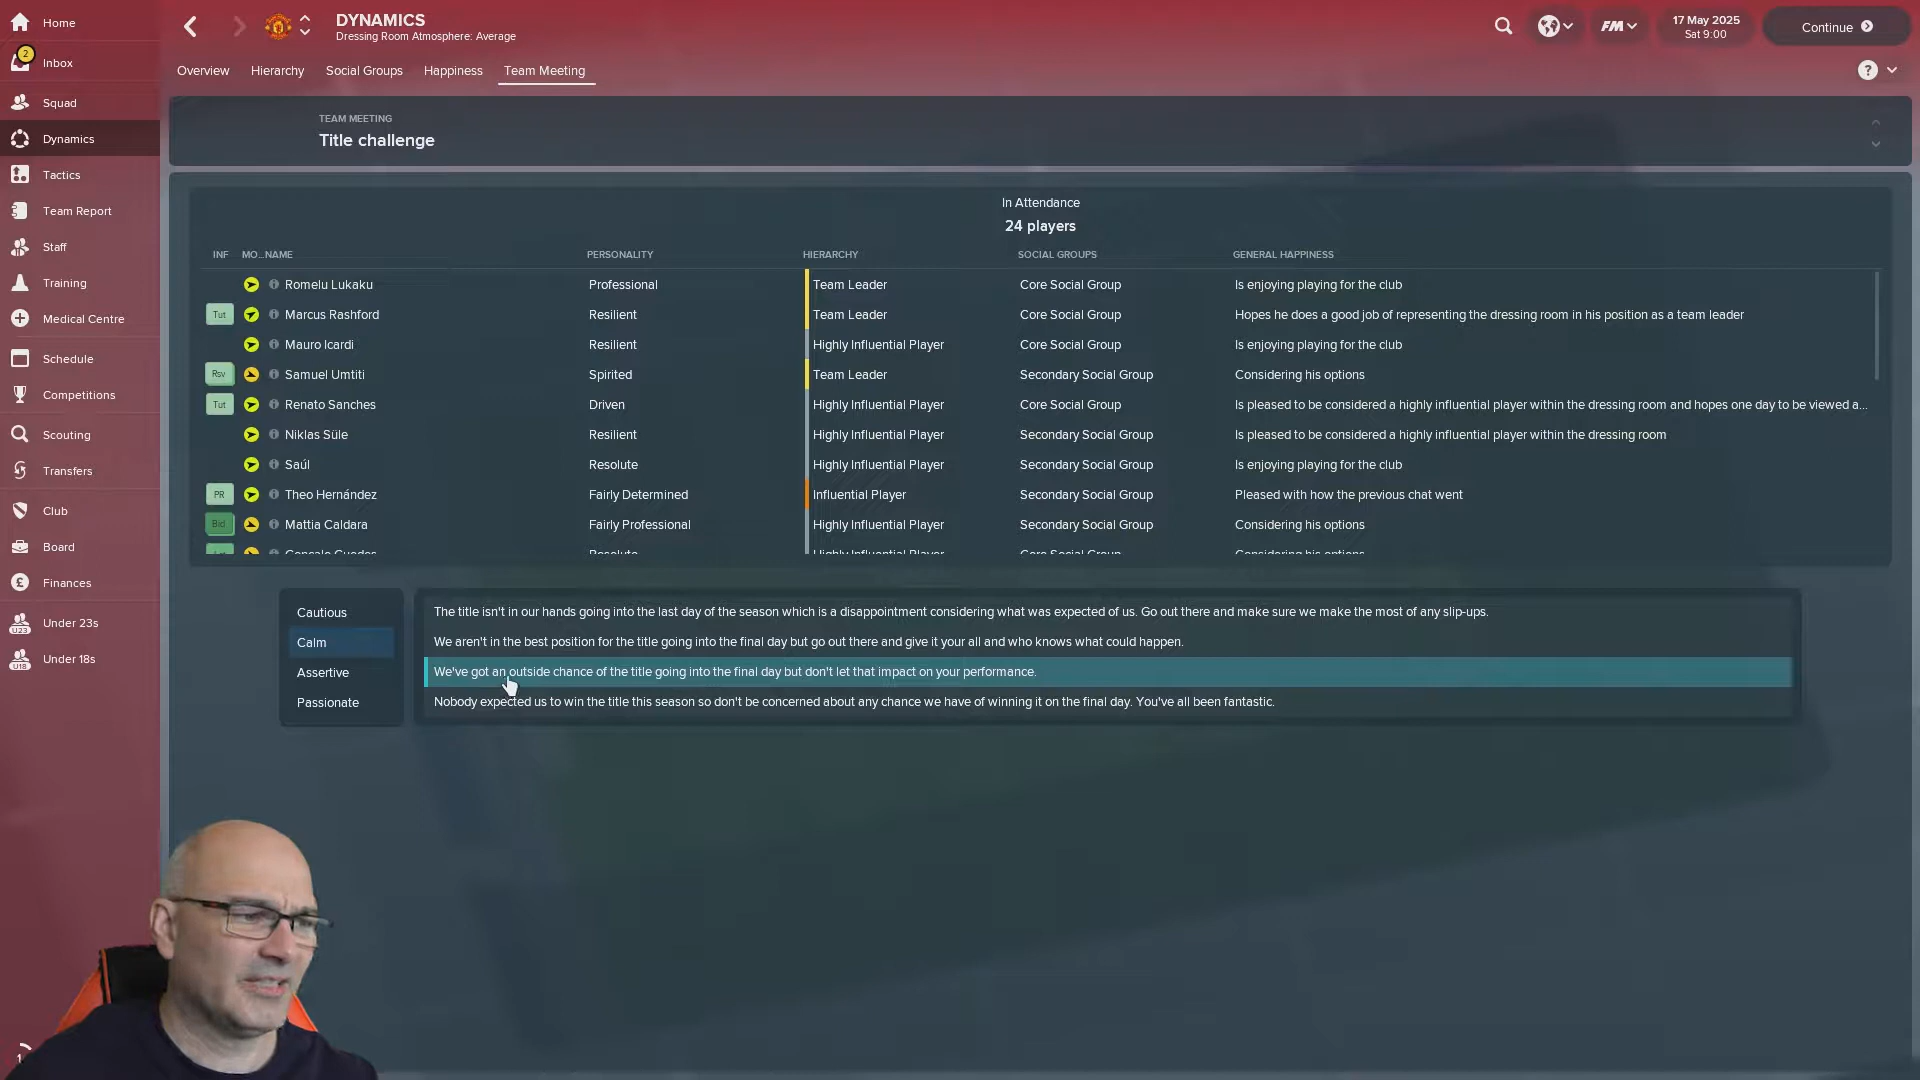 Home
Inbox
2
Squad
Dynamics
Tactics
Team Report
Staff
Training
Medical Centre
Schedule
Competitions
Scouting
Transfers
Club
Board
Finances
Under 23s
Under 18s
DYNAMICS
Dressing Room Atmosphere: Average
FM
17 May 2025
Sat 9:00
Continue
Overview Hierarchy Social Groups Happiness Team Meeting
?
TEAM MEETING
Title challenge
In Attendance
24 players
INF MO... NAME PERSONALITY HIERARCHY SOCIAL GROUPS GENERAL HAPPINESS
Romelu Lukaku Professional Team Leader Core Social Group Is enjoying playing for the club
Tut Marcus Rashford Resilient Team Leader Core Social Group Hopes he does a good job of representing the dressing room in his position as a team leader
Mauro Icardi Resilient Highly Influential Player Core Social Group Is enjoying playing for the club
Rsv Samuel Umtiti Spirited Team Leader Secondary Social Group Considering his options
Tut Renato Sanches Driven Highly Influential Player Core Social Group Is pleased to be considered a highly influential player within the dressing room and hopes one day to be viewed a...
Niklas Süle Resilient Highly Influential Player Secondary Social Group Is pleased to be considered a highly influential player within the dressing room
Saúl Resolute Highly Influential Player Secondary Social Group Is enjoying playing for the club
PR Theo Hernández Fairly Determined Influential Player Secondary Social Group Pleased with how the previous chat went
Bid Mattia Caldara Fairly Professional Highly Influential Player Secondary Social Group Considering his options
Gonçalo Guedes Resolute Highly Influential Player Core Social Group Considering his options
Cautious
Calm
Assertive
Passionate
The title isn't in our hands going into the last day of the season which is a disappointment considering what was expected of us. Go out there and make sure we make the most of any slip-ups.
We aren't in the best position for the title going into the final day but go out there and give it your all and who knows what could happen.
We've got an outside chance of the title going into the final day but don't let that impact on your performance.
Nobody expected us to win the title this season so don't be concerned about any chance we have of winning it on the final day. You've all been fantastic.